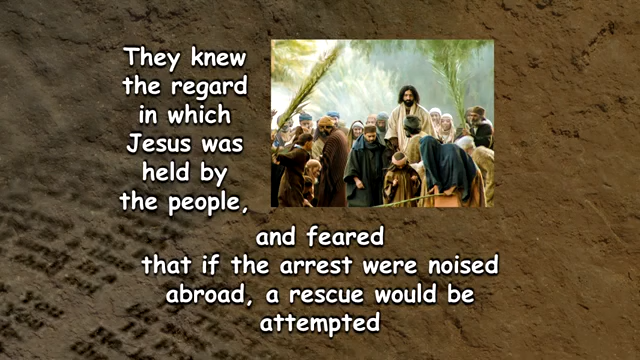 They knew
the regard
in which
Jesus was
held by
the people,
and feared
that if the arrest were noised
abroad, a rescue would be
attempted